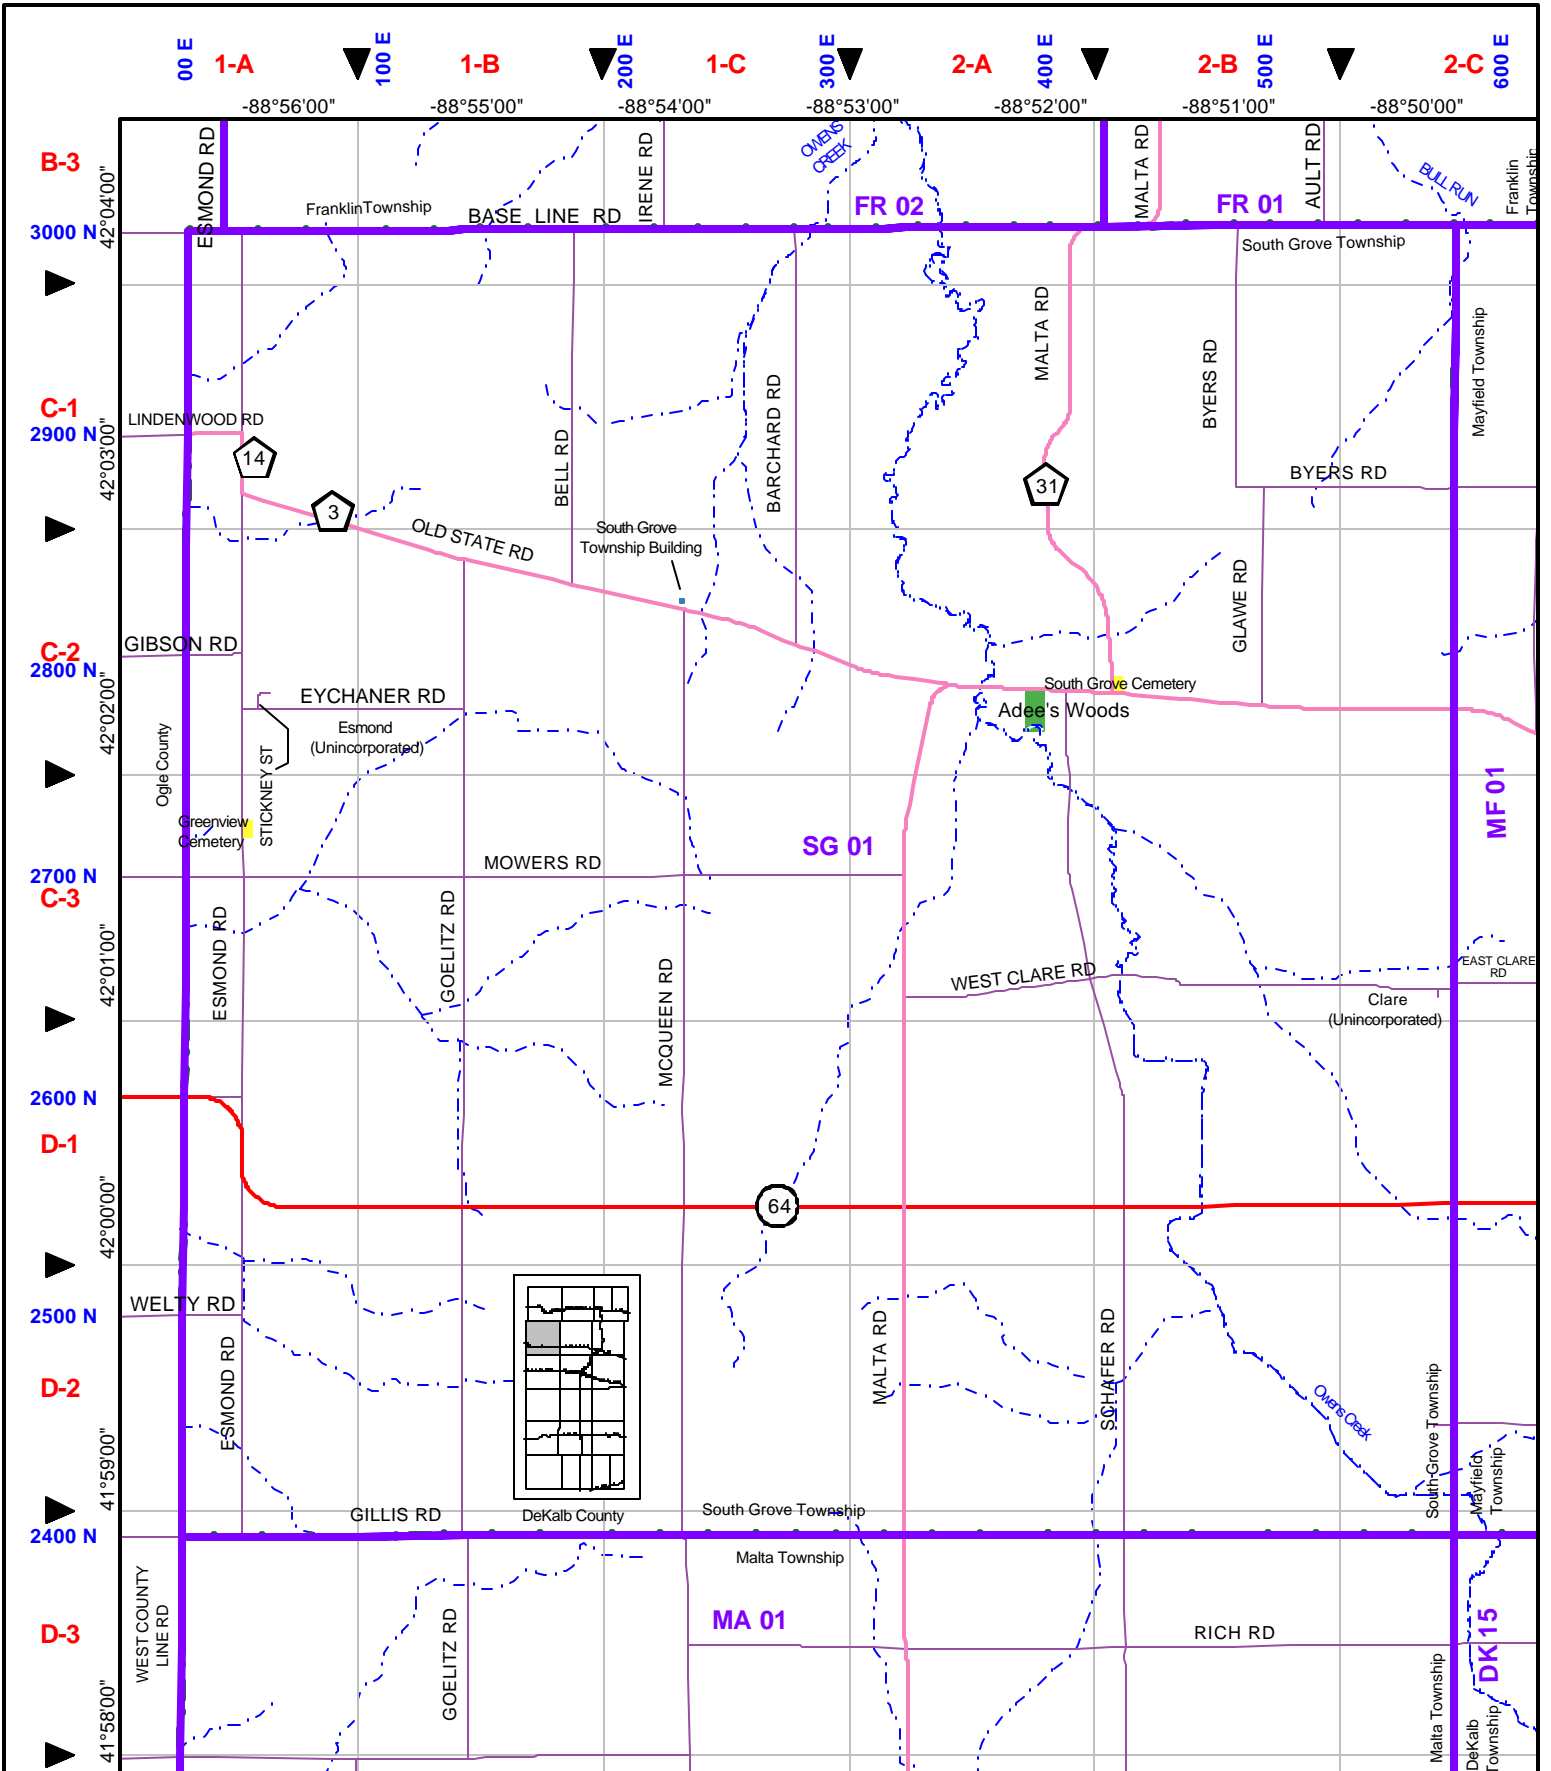 00 E
1-A
100 E
1-B
200 E
1-C
300 E
2-A
400 E
2-B
500 E
2-C
600 E
-88°56'00"
-88°55'00"
-88°54'00"
-88°53'00"
-88°52'00"
-88°51'00"
-88°50'00"
B-3
42°04'00"
ESMOND RD
IRENE RD
OWENS
CREEK
MALTA RD
AULT RD
BULL RUN
Franklin
Township
Franklin Township
BASE LINE RD
FR 02
FR 01
3000 N
South Grove Township
MALTA RD
BYERS RD
Mayfield Township
C-1
LINDENWOOD RD
2900 N
42°03'00"
14
BELL RD
BARCHARD RD
31
BYERS RD
3
OLD STATE RD
South Grove
Township Building
GLAWE RD
GIBSON RD
C-2
2800 N
42°02'00"
EYCHANER RD
South Grove Cemetery
Adee's Woods
Esmond
(Unincorporated)
Ogle County
STICKNEY ST
MF 01
Greenview
Cemetery
SG 01
MOWERS RD
2700 N
C-3
ESMOND RD
GOELITZ RD
42°01'00"
MCQUEEN RD
WEST CLARE RD
EAST CLARE
RD
Clare
(Unincorporated)
2600 N
D-1
64
42°00'00"
WELTY RD
2500 N
ESMOND RD
MALTA RD
SCHAFER RD
D-2
Owens Creek
South Grove Township
Mayfield
Township
41°59'00"
GILLIS RD
DeKalb County
South Grove Township
2400 N
Malta Township
WEST COUNTY
LINE RD
GOELITZ RD
MA 01
RICH RD
DK 15
D-3
Malta Township
DeKalb
Township
41°58'00"